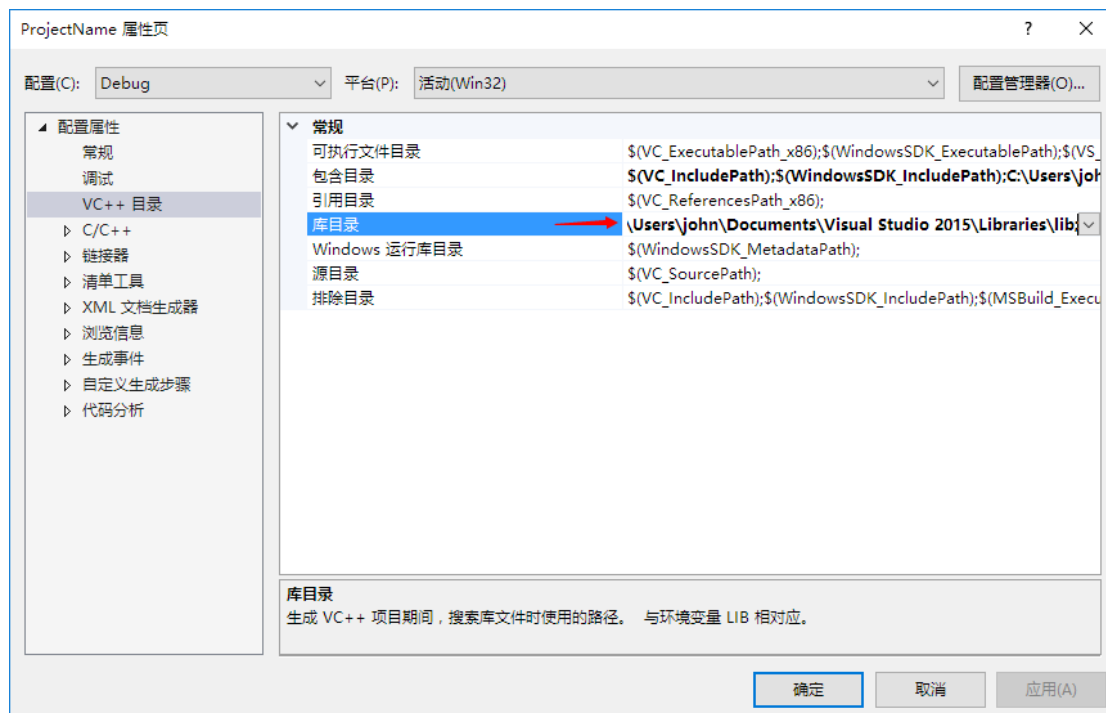 ProjectName 属性页
配置(C): Debug 平台(P): 活动(Win32) 配置管理器(O)...
配置属性
常规
调试
VC++ 目录
C/C++
链接器
清单工具
XML 文档生成器
浏览信息
生成事件
自定义生成步骤
代码分析
常规
可执行文件目录 $(VC_ExecutablePath_x86);$(WindowsSDK_ExecutablePath);$(VS_
包含目录 $(VC_IncludePath);$(WindowsSDK_IncludePath);C:\Users\joh
引用目录 $(VC_ReferencesPath_x86);
库目录 \Users\john\Documents\Visual Studio 2015\Libraries\lib;
Windows 运行库目录 $(WindowsSDK_MetadataPath);
源目录 $(VC_SourcePath);
排除目录 $(VC_IncludePath);$(WindowsSDK_IncludePath);$(MSBuild_Execu
库目录
生成 VC++ 项目期间，搜索库文件时使用的路径。 与环境变量 LIB 相对应。
确定 取消 应用(A)